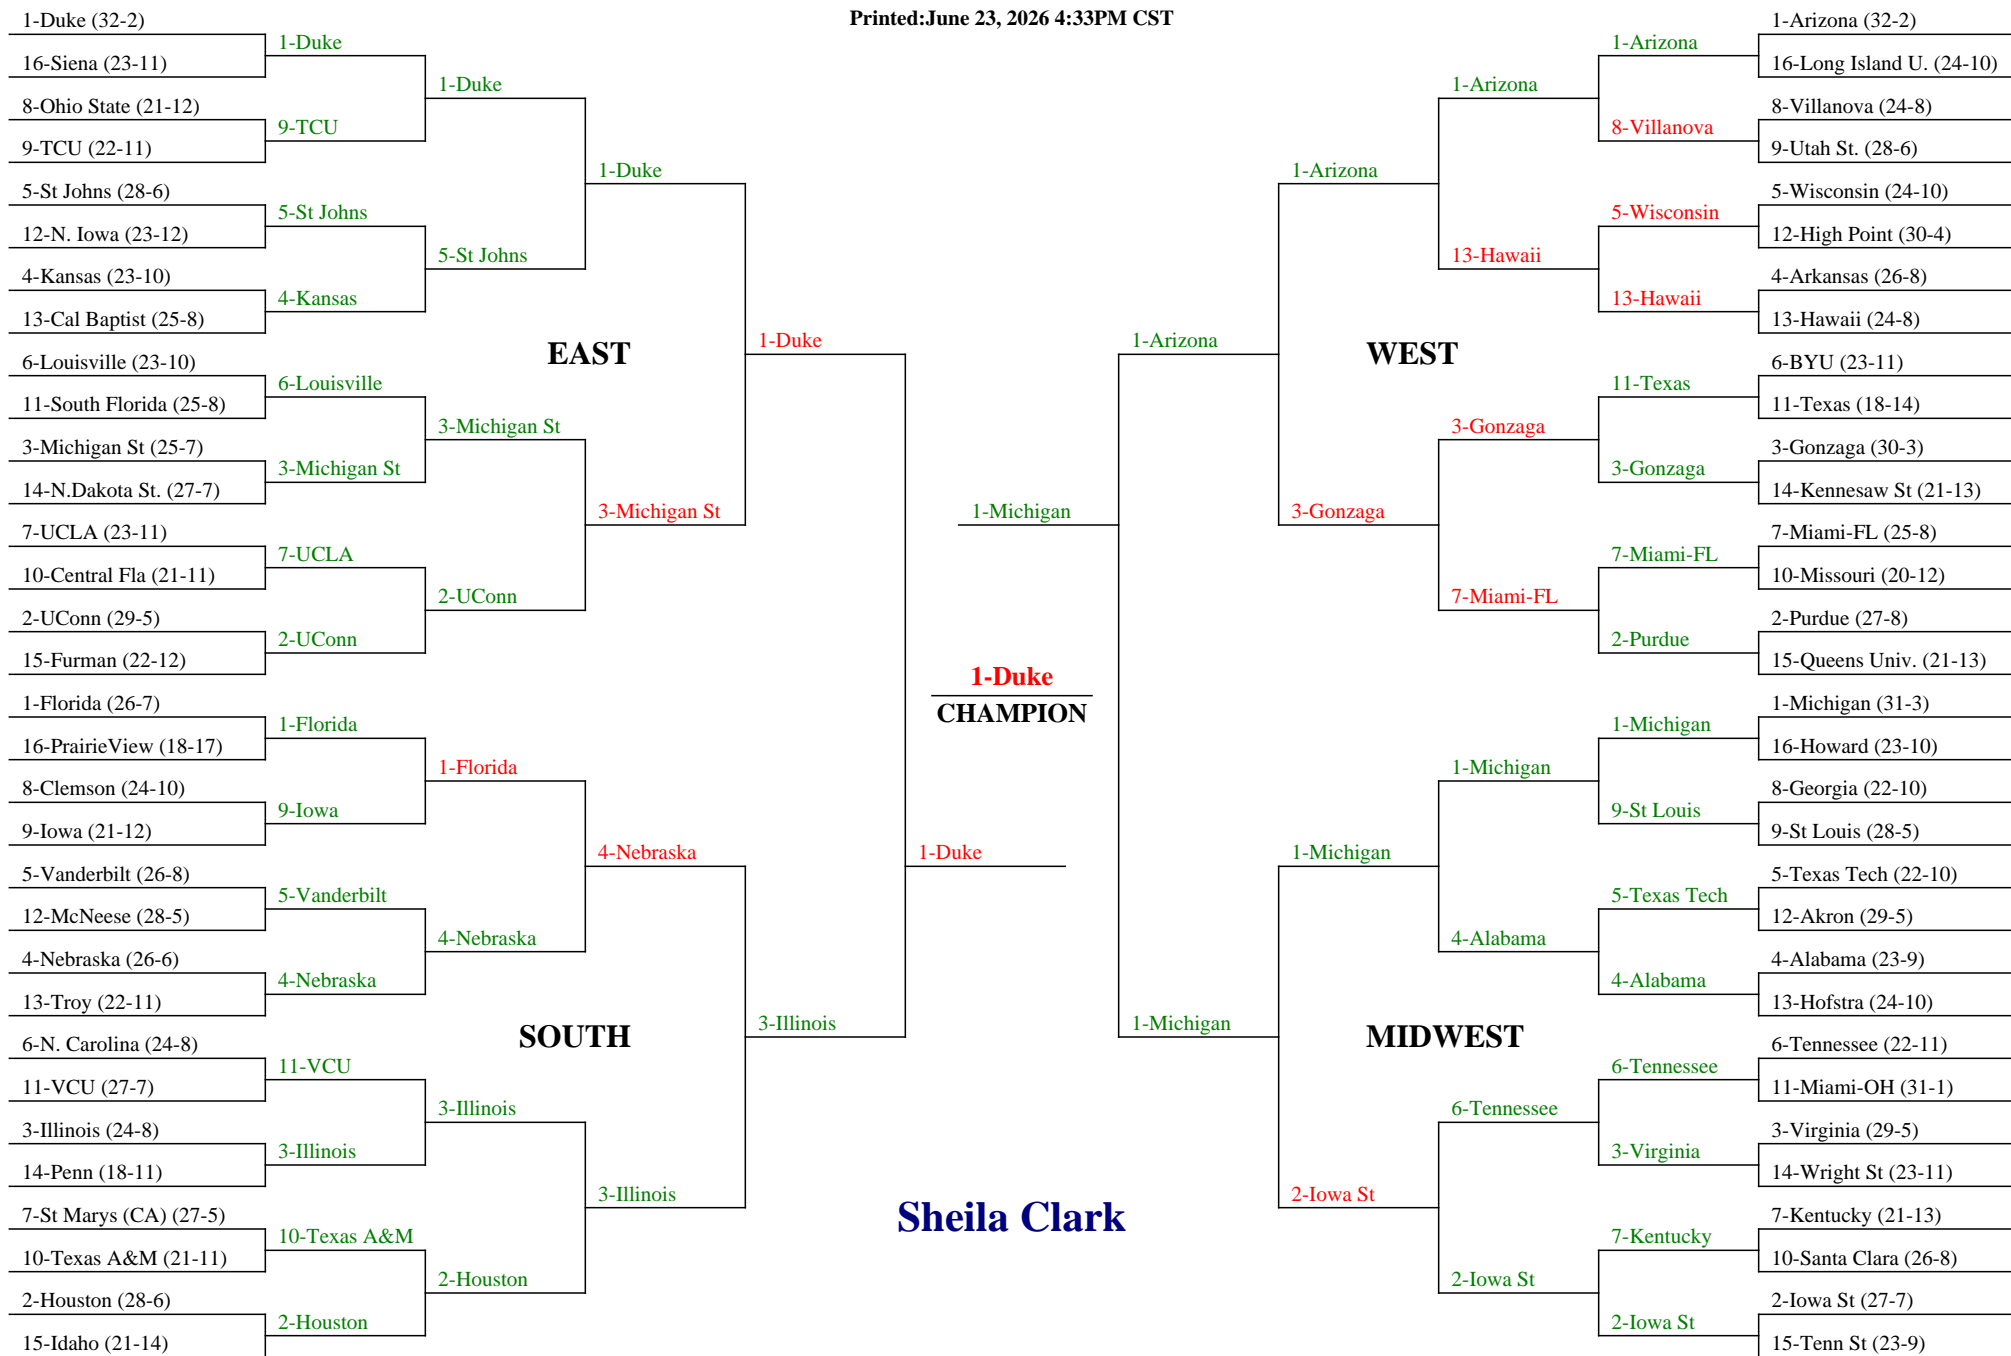 Printed:June 23, 2026 4:33PM CST
1-Duke (32-2)
16-Siena (23-11)
8-Ohio State (21-12)
9-TCU (22-11)
5-St Johns (28-6)
12-N. Iowa (23-12)
4-Kansas (23-10)
13-Cal Baptist (25-8)
6-Louisville (23-10)
11-South Florida (25-8)
3-Michigan St (25-7)
14-N.Dakota St. (27-7)
7-UCLA (23-11)
10-Central Fla (21-11)
2-UConn (29-5)
15-Furman (22-12)
1-Florida (26-7)
16-PrairieView (18-17)
8-Clemson (24-10)
9-Iowa (21-12)
5-Vanderbilt (26-8)
12-McNeese (28-5)
4-Nebraska (26-6)
13-Troy (22-11)
6-N. Carolina (24-8)
11-VCU (27-7)
3-Illinois (24-8)
14-Penn (18-11)
7-St Marys (CA) (27-5)
10-Texas A&M (21-11)
2-Houston (28-6)
15-Idaho (21-14)
1-Duke
9-TCU
5-St Johns
4-Kansas
6-Louisville
3-Michigan St
7-UCLA
2-UConn
1-Florida
9-Iowa
5-Vanderbilt
4-Nebraska
11-VCU
3-Illinois
10-Texas A&M
2-Houston
1-Duke
5-St Johns
3-Michigan St
2-UConn
1-Florida
4-Nebraska
3-Illinois
2-Houston
EAST
SOUTH
1-Duke
3-Michigan St
4-Nebraska
3-Illinois
1-Duke
3-Illinois
1-Duke
1-Michigan
1-Duke
CHAMPION
Sheila Clark
1-Arizona
1-Michigan
WEST
MIDWEST
1-Arizona
3-Gonzaga
1-Michigan
2-Iowa St
1-Arizona
13-Hawaii
3-Gonzaga
7-Miami-FL
1-Michigan
4-Alabama
6-Tennessee
2-Iowa St
1-Arizona
8-Villanova
5-Wisconsin
13-Hawaii
11-Texas
3-Gonzaga
7-Miami-FL
2-Purdue
1-Michigan
9-St Louis
5-Texas Tech
4-Alabama
6-Tennessee
3-Virginia
7-Kentucky
2-Iowa St
1-Arizona (32-2)
16-Long Island U. (24-10)
8-Villanova (24-8)
9-Utah St. (28-6)
5-Wisconsin (24-10)
12-High Point (30-4)
4-Arkansas (26-8)
13-Hawaii (24-8)
6-BYU (23-11)
11-Texas (18-14)
3-Gonzaga (30-3)
14-Kennesaw St (21-13)
7-Miami-FL (25-8)
10-Missouri (20-12)
2-Purdue (27-8)
15-Queens Univ. (21-13)
1-Michigan (31-3)
16-Howard (23-10)
8-Georgia (22-10)
9-St Louis (28-5)
5-Texas Tech (22-10)
12-Akron (29-5)
4-Alabama (23-9)
13-Hofstra (24-10)
6-Tennessee (22-11)
11-Miami-OH (31-1)
3-Virginia (29-5)
14-Wright St (23-11)
7-Kentucky (21-13)
10-Santa Clara (26-8)
2-Iowa St (27-7)
15-Tenn St (23-9)